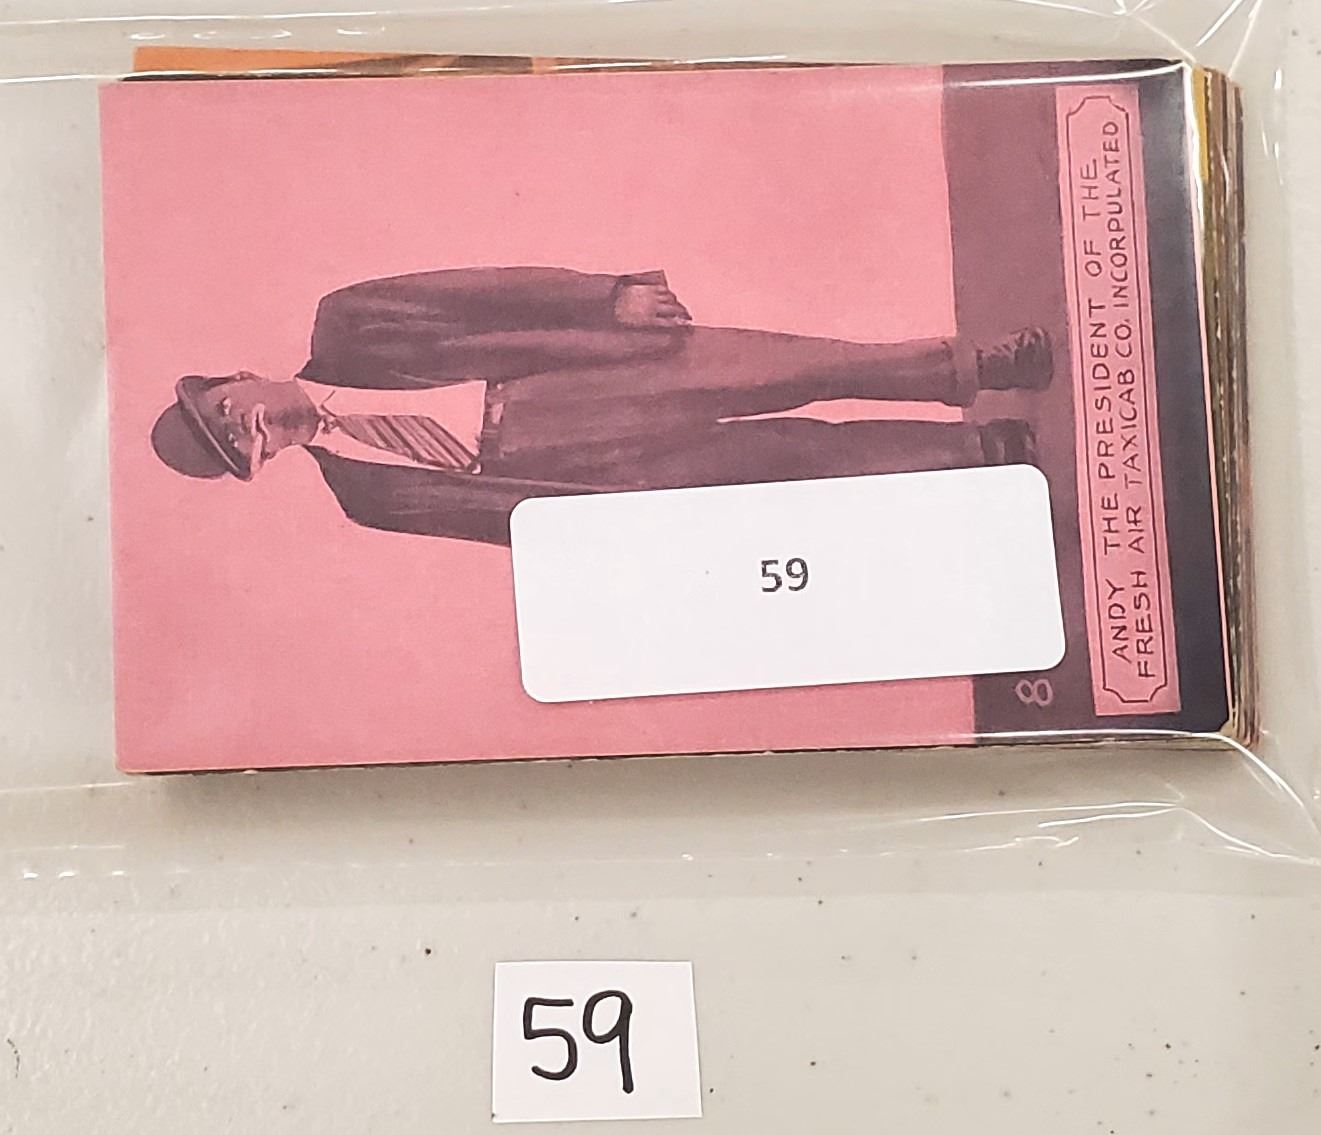 ANDY THE PRESIDENT OF THE
FRESH AIR TAXICAB CO. INCORPULATED
8
59
59